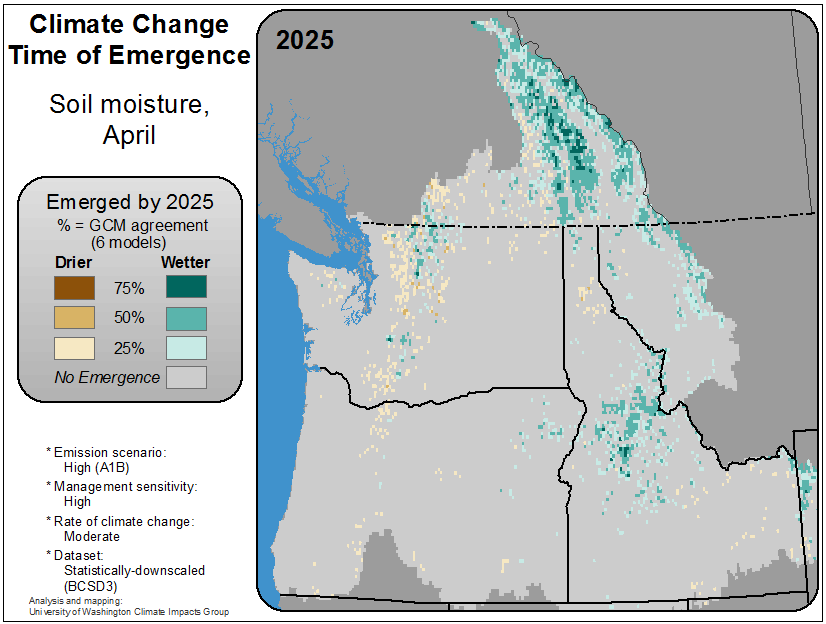 Climate Change
Time of Emergence
Soil moisture,
April
Emerged by 2025
% = GCM agreement
(6 models)
Drier Wetter
75%
50%
25%
No Emergence
* Emission scenario:
High (A1B)
* Management sensitivity:
High
* Rate of climate change:
Moderate
* Dataset:
Statistically-downscaled
(BCSD3)
Analysis and mapping:
University of Washington Climate Impacts Group
2025